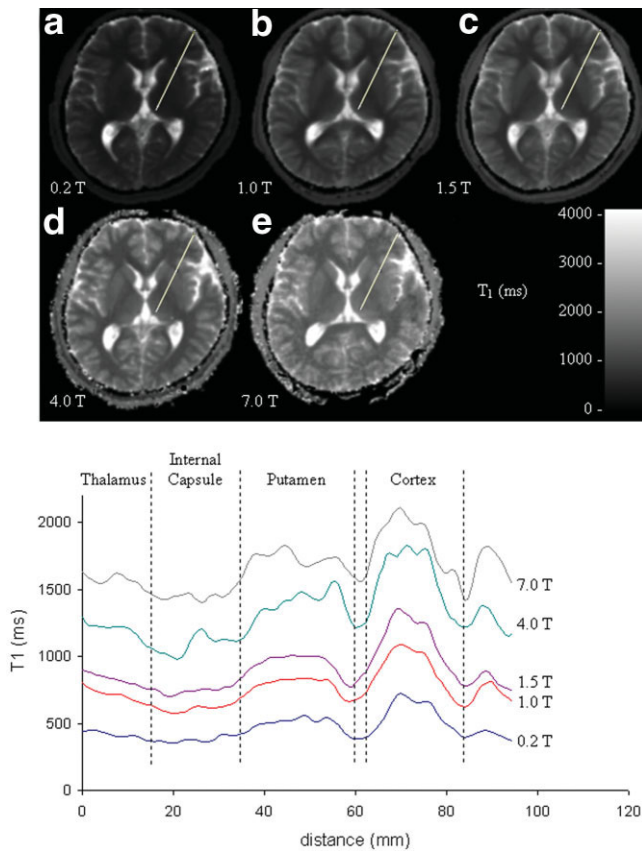 a
b
c
0.2 T
1.0 T
1.5 T
d
e
4.0 T
7.0 T
T1 (ms)
4000 -
3000 -
2000 -
1000 -
0 -
Thalamus
Internal
Capsule
Putamen
Cortex
2000
1500
1000
500
0
T1 (ms)
7.0 T
4.0 T
1.5 T
1.0 T
0.2 T
0
20
40
60
80
100
120
distance (mm)